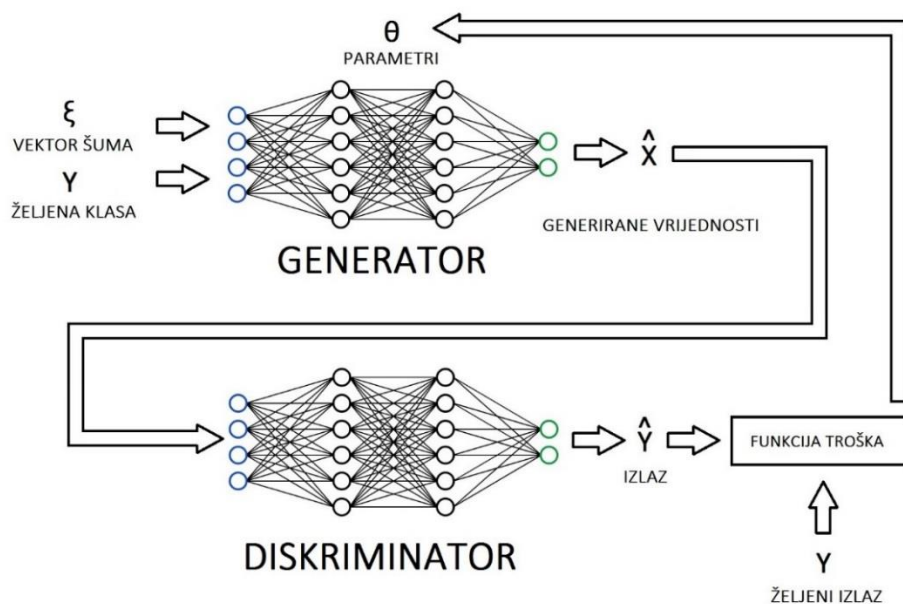 θ
PARAMETRI
ξ
VEKTOR ŠUMA
Y
ŽELJENA KLASA
X̂
GENERIRANE VRIJEDNOSTI
GENERATOR
Ŷ
IZLAZ
FUNKCIJA TROŠKA
DISKRIMINATOR
Y
ŽELJENI IZLAZ